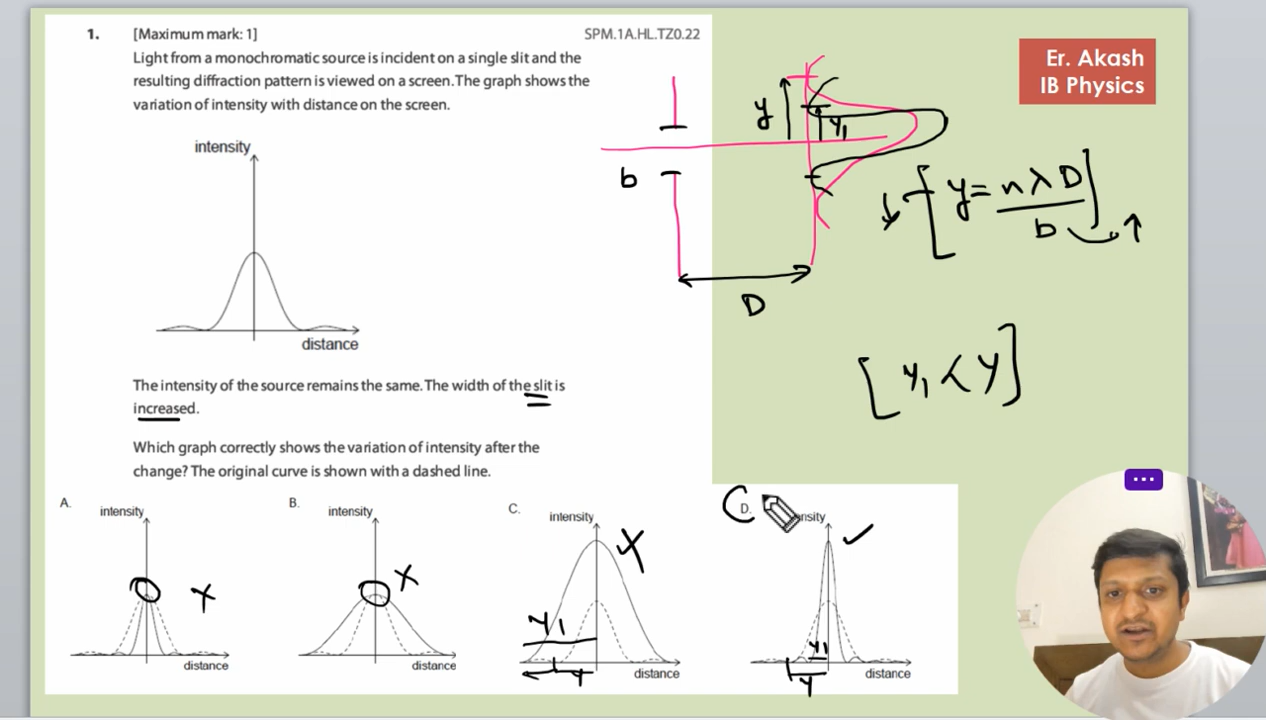 1. [Maximum mark: 1] SPM.1A.HL.TZ0.22
Light from a monochromatic source is incident on a single slit and the
resulting diffraction pattern is viewed on a screen. The graph shows the
variation of intensity with distance on the screen.
intensity
distance
The intensity of the source remains the same. The width of the slit is
increased.
Which graph correctly shows the variation of intensity after the
change? The original curve is shown with a dashed line.
A. intensity
distance
B. intensity
distance
C. intensity
y₁
y
distance
D. nsity
y₁
y
distance
Er. Akash
IB Physics
y
y₁
b
D
y = nλD
b
[y₁ < y]